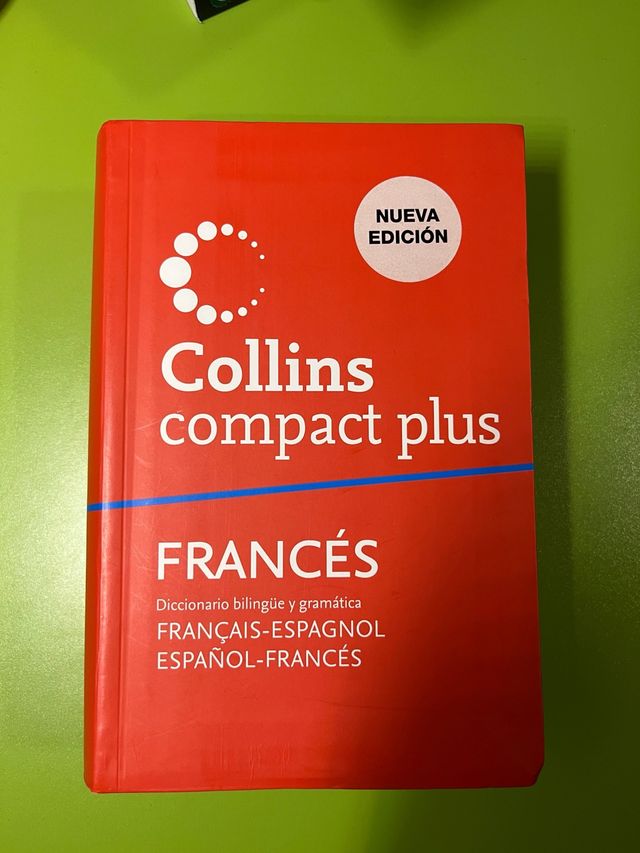 NUEVA
EDICIÓN
Collins
compact plus
FRANCÉS
Diccionario bilingüe y gramática
FRANÇAIS-ESPAGNOL
ESPAÑOL-FRANCÉS